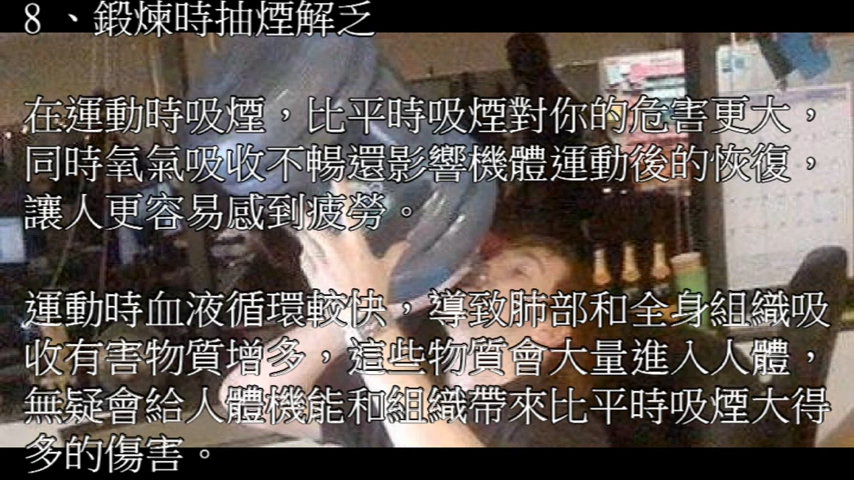 8、鍛煉時抽煙解乏
在運動時吸煙，比平時吸煙對你的危害更大，
同時氧氣吸收不暢還影響機體運動後的恢復，
讓人更容易感到疲勞。
運動時血液循環較快，導致肺部和全身組織吸
收有害物質增多，這些物質會大量進入人體，
無疑會給人體機能和組織帶來比平時吸煙大得
多的傷害。